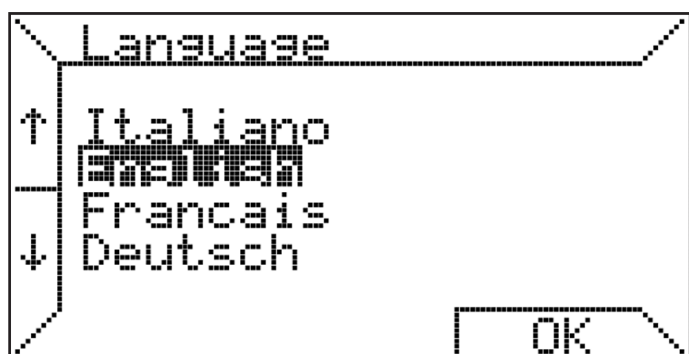 Language
↑
Italiano
English
Francais
↓
Deutsch
OK